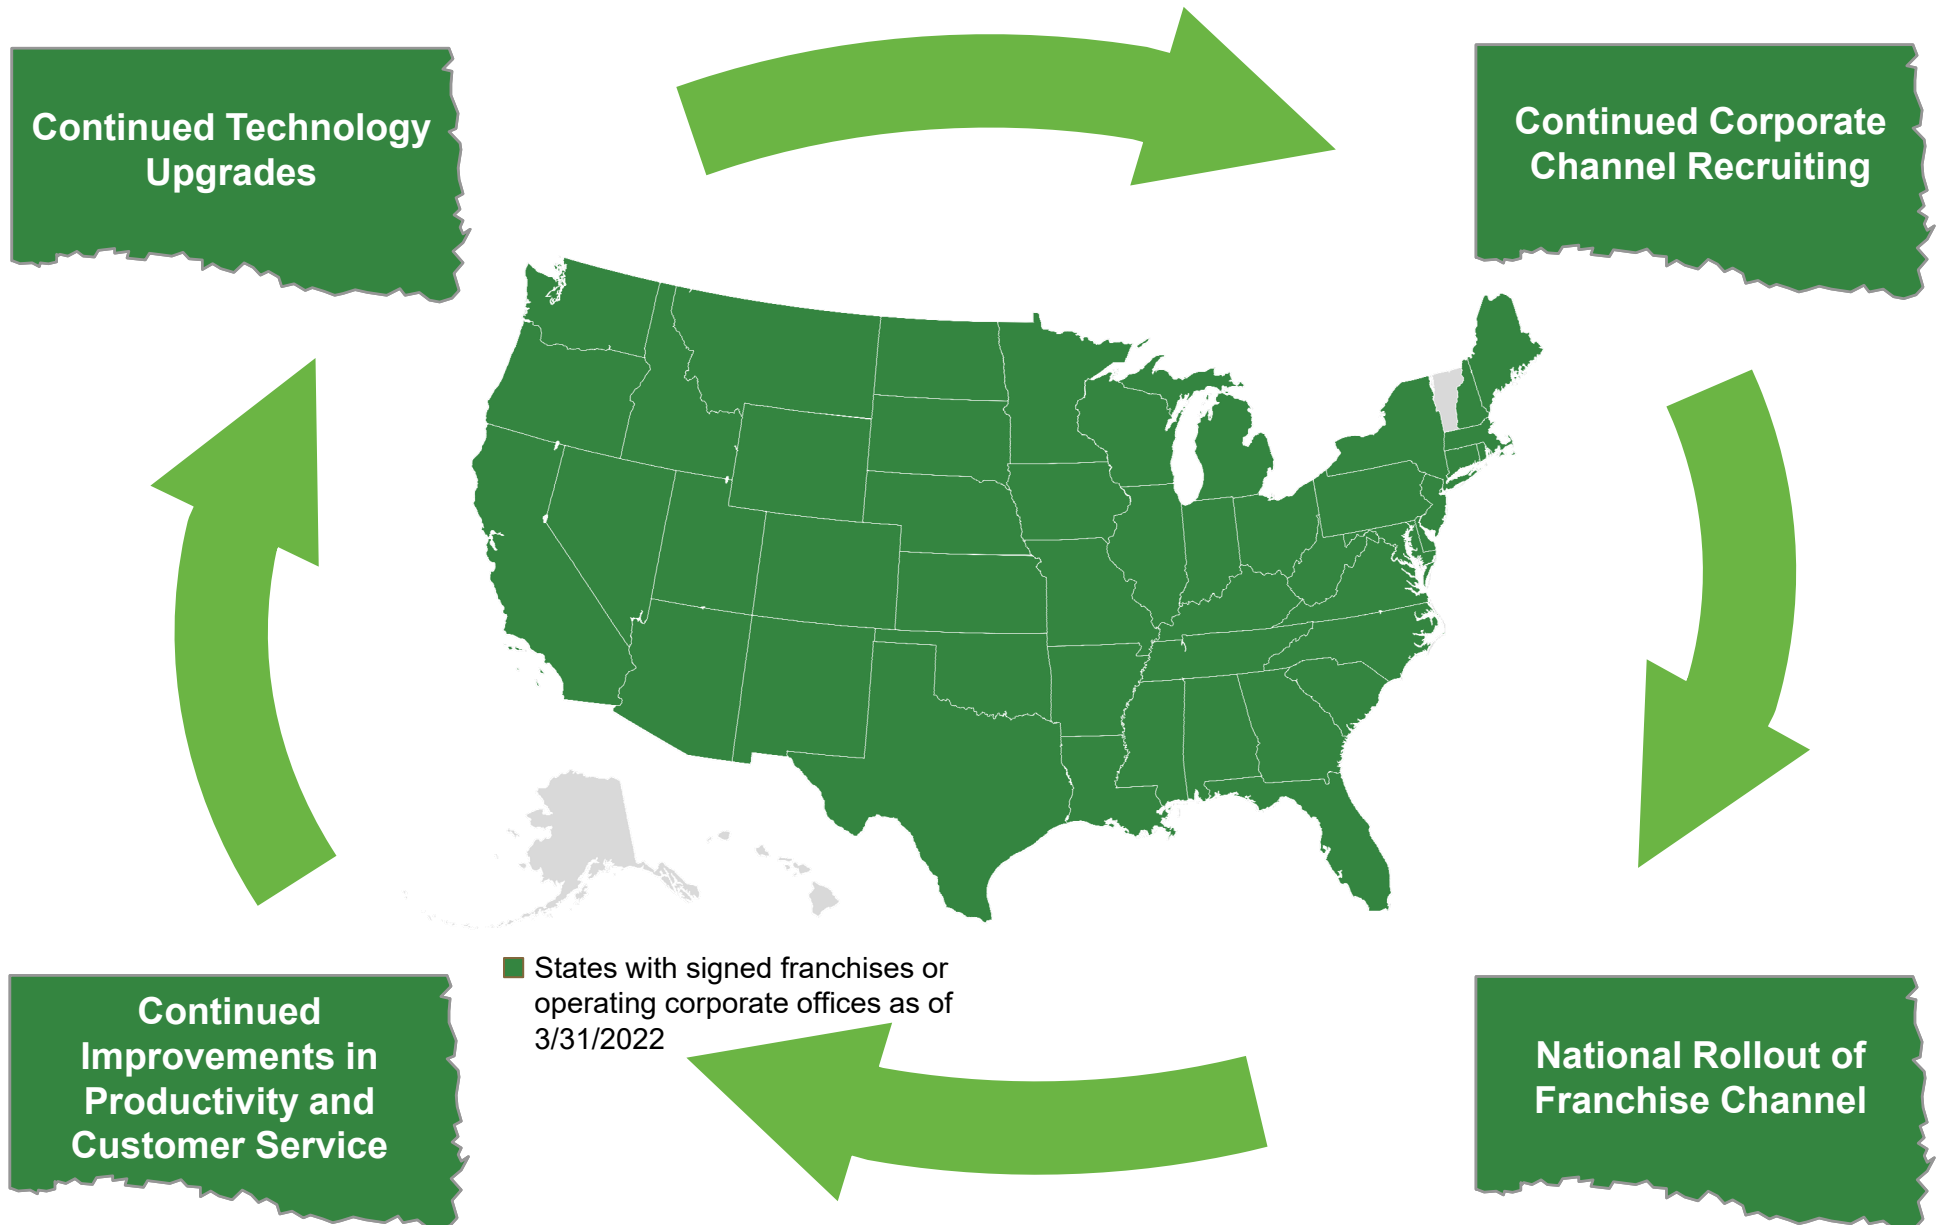 Continued Technology
Upgrades
Continued Corporate
Channel Recruiting
States with signed franchises or
operating corporate offices as of
3/31/2022
Continued
Improvements in
Productivity and
Customer Service
National Rollout of
Franchise Channel